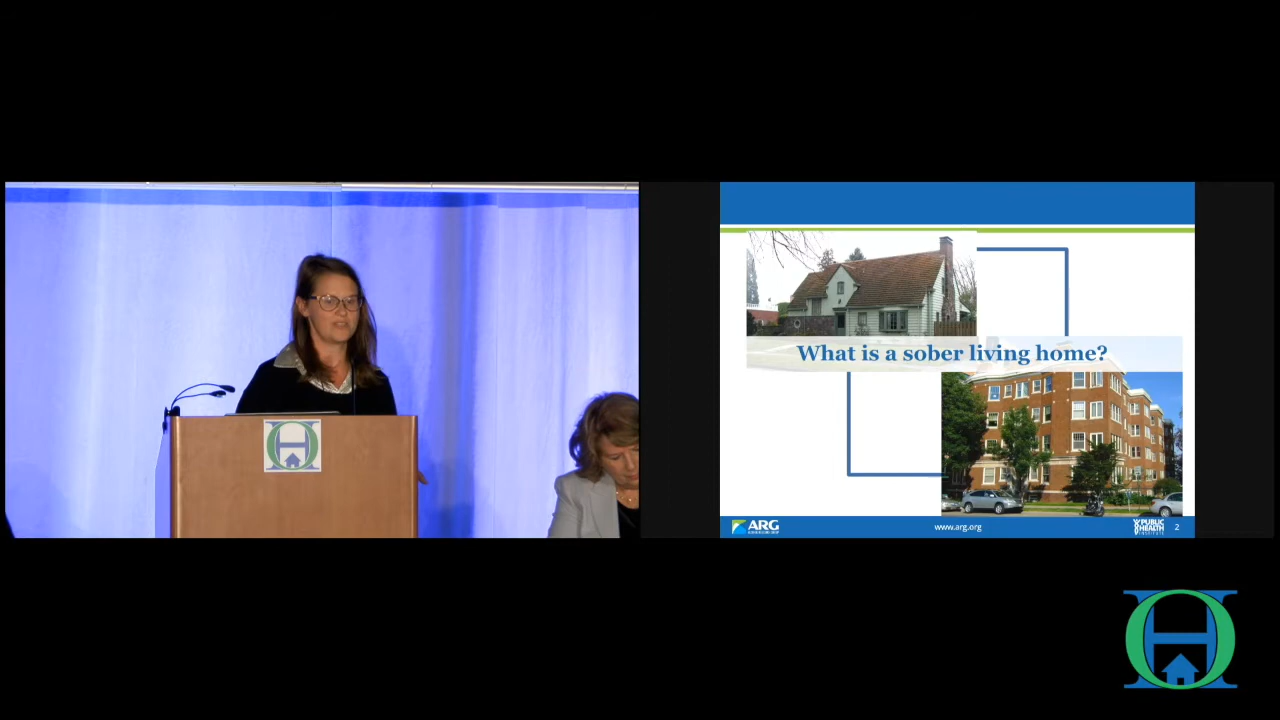 What is a sober living home?
ARG
www.arg.org
PUBLIC
HEALTH
INSTITUTE
2